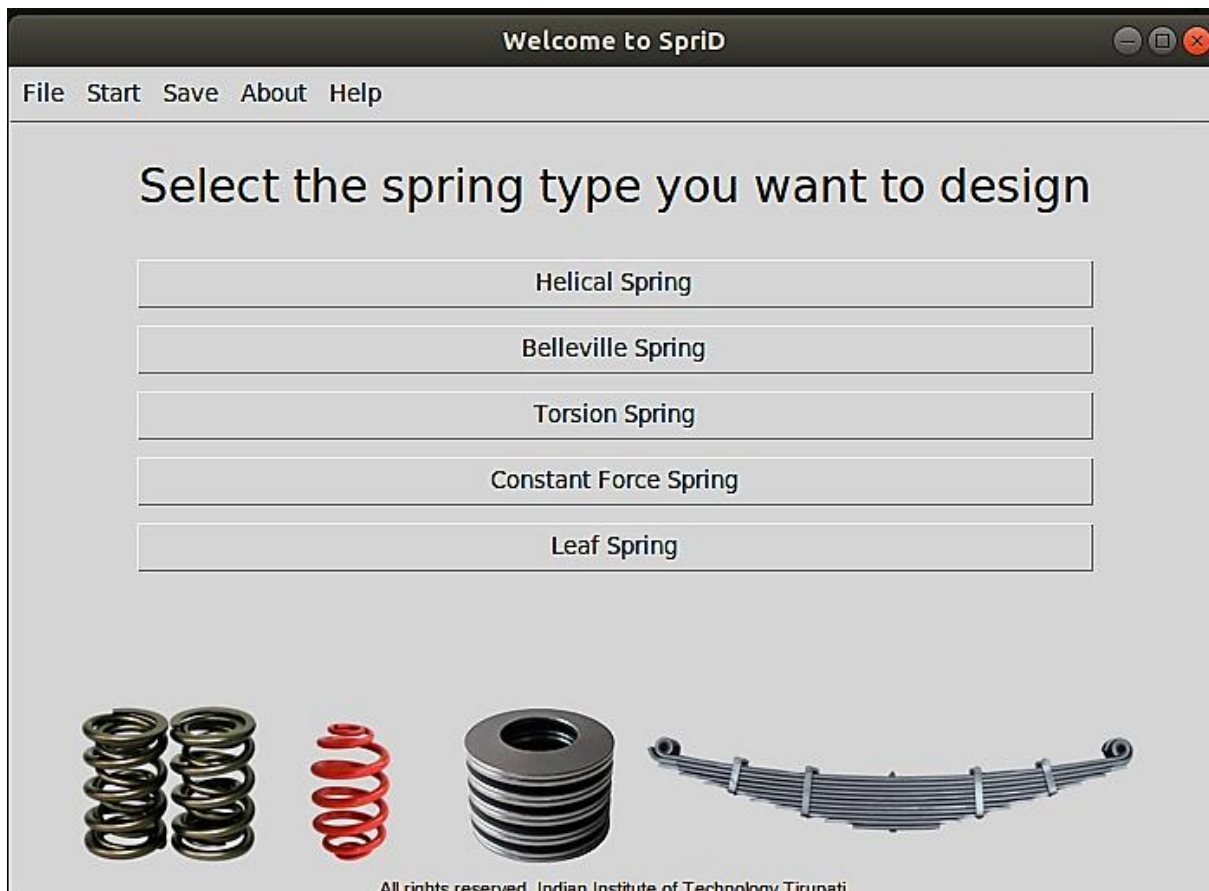 Welcome to SpriD
File Start Save About Help
Select the spring type you want to design
Helical Spring
Belleville Spring
Torsion Spring
Constant Force Spring
Leaf Spring
All rights reserved. Indian Institute of Technology Tirupati